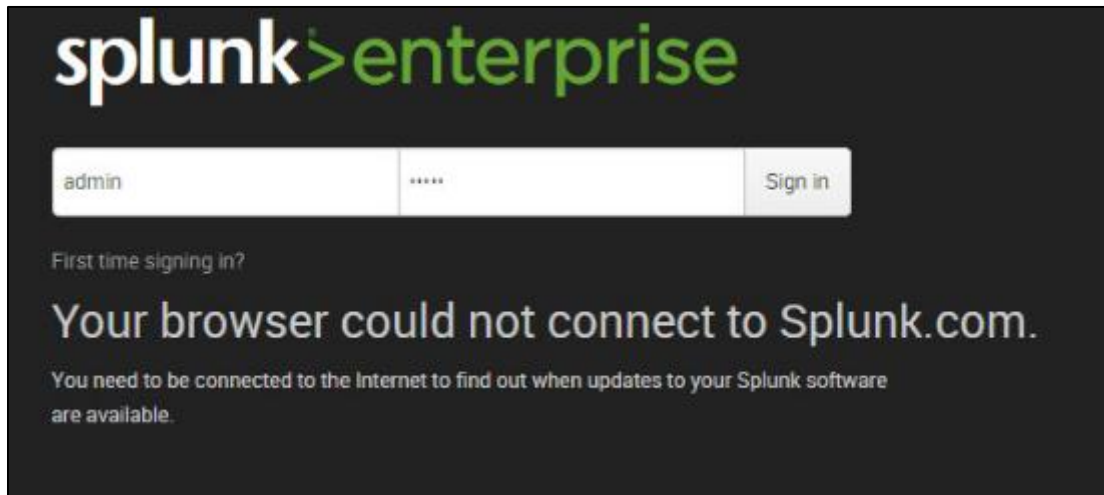 splunk>enterprise
admin ••••• Sign in
First time signing in?
Your browser could not connect to Splunk.com.
You need to be connected to the Internet to find out when updates to your Splunk software
are available.